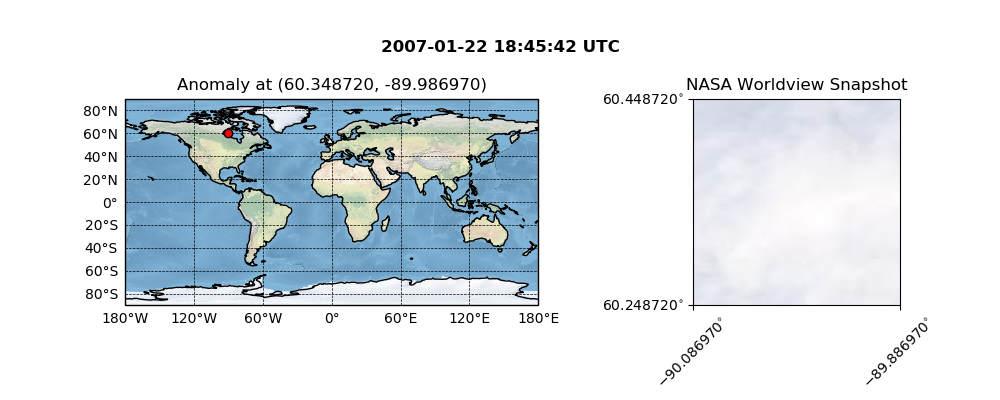 2007-01-22 18:45:42 UTC
Anomaly at (60.348720, -89.986970)
80°N
60°N
40°N
20°N
0°
20°S
40°S
60°S
80°S
180°W 120°W 60°W 0° 60°E 120°E 180°E
NASA Worldview Snapshot
60.448720°
60.248720°
−90.086970° −89.886970°